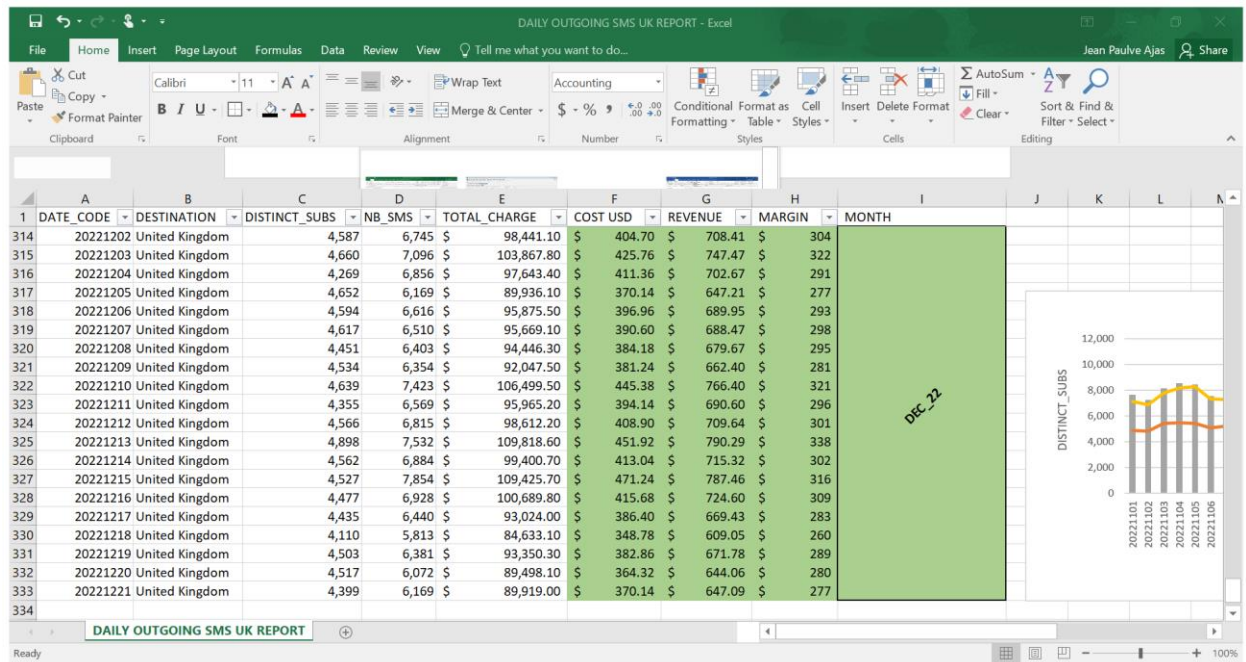 DAILY OUTGOING SMS UK REPORT - Excel
File Home Insert Page Layout Formulas Data Review View Tell me what you want to do... Jean Paulve Ajas Share
Paste Cut Copy Format Painter Clipboard
Calibri 11 A A B I U A Font
Wrap Text Merge & Center Alignment
Accounting $ % , .0 .00 .00 .0 Number
Conditional Formatting Format as Table Cell Styles Styles
Insert Delete Format Cells
AutoSum Fill Clear Sort & Filter Find & Select Editing
A B C D E F G H I J K L
1 DATE_CODE DESTINATION DISTINCT_SUBS NB_SMS TOTAL_CHARGE COST USD REVENUE MARGIN MONTH
314 20221202 United Kingdom 4,587 6,745 $ 98,441.10 $ 404.70 $ 708.41 $ 304
315 20221203 United Kingdom 4,660 7,096 $ 103,867.80 $ 425.76 $ 747.47 $ 322
316 20221204 United Kingdom 4,269 6,856 $ 97,643.40 $ 411.36 $ 702.67 $ 291
317 20221205 United Kingdom 4,652 6,169 $ 89,936.10 $ 370.14 $ 647.21 $ 277
318 20221206 United Kingdom 4,594 6,616 $ 95,875.50 $ 396.96 $ 689.95 $ 293
319 20221207 United Kingdom 4,617 6,510 $ 95,669.10 $ 390.60 $ 688.47 $ 298
320 20221208 United Kingdom 4,451 6,403 $ 94,446.30 $ 384.18 $ 679.67 $ 295
321 20221209 United Kingdom 4,534 6,354 $ 92,047.50 $ 381.24 $ 662.40 $ 281
322 20221210 United Kingdom 4,639 7,423 $ 106,499.50 $ 445.38 $ 766.40 $ 321
323 20221211 United Kingdom 4,355 6,569 $ 95,965.20 $ 394.14 $ 690.60 $ 296
324 20221212 United Kingdom 4,566 6,815 $ 98,612.20 $ 408.90 $ 709.64 $ 301
325 20221213 United Kingdom 4,898 7,532 $ 109,818.60 $ 451.92 $ 790.29 $ 338
326 20221214 United Kingdom 4,562 6,884 $ 99,400.70 $ 413.04 $ 715.32 $ 302
327 20221215 United Kingdom 4,527 7,854 $ 109,425.70 $ 471.24 $ 787.46 $ 316
328 20221216 United Kingdom 4,477 6,928 $ 100,689.80 $ 415.68 $ 724.60 $ 309
329 20221217 United Kingdom 4,435 6,440 $ 93,024.00 $ 386.40 $ 669.43 $ 283
330 20221218 United Kingdom 4,110 5,813 $ 84,633.10 $ 348.78 $ 609.05 $ 260
331 20221219 United Kingdom 4,503 6,381 $ 93,350.30 $ 382.86 $ 671.78 $ 289
332 20221220 United Kingdom 4,517 6,072 $ 89,498.10 $ 364.32 $ 644.06 $ 280
333 20221221 United Kingdom 4,399 6,169 $ 89,919.00 $ 370.14 $ 647.09 $ 277
334
DEC_22
DISTINCT_SUBS
12,000
10,000
8,000
6,000
4,000
2,000
0
20221101
20221102
20221103
20221104
20221105
20221106
DAILY OUTGOING SMS UK REPORT
Ready
100%